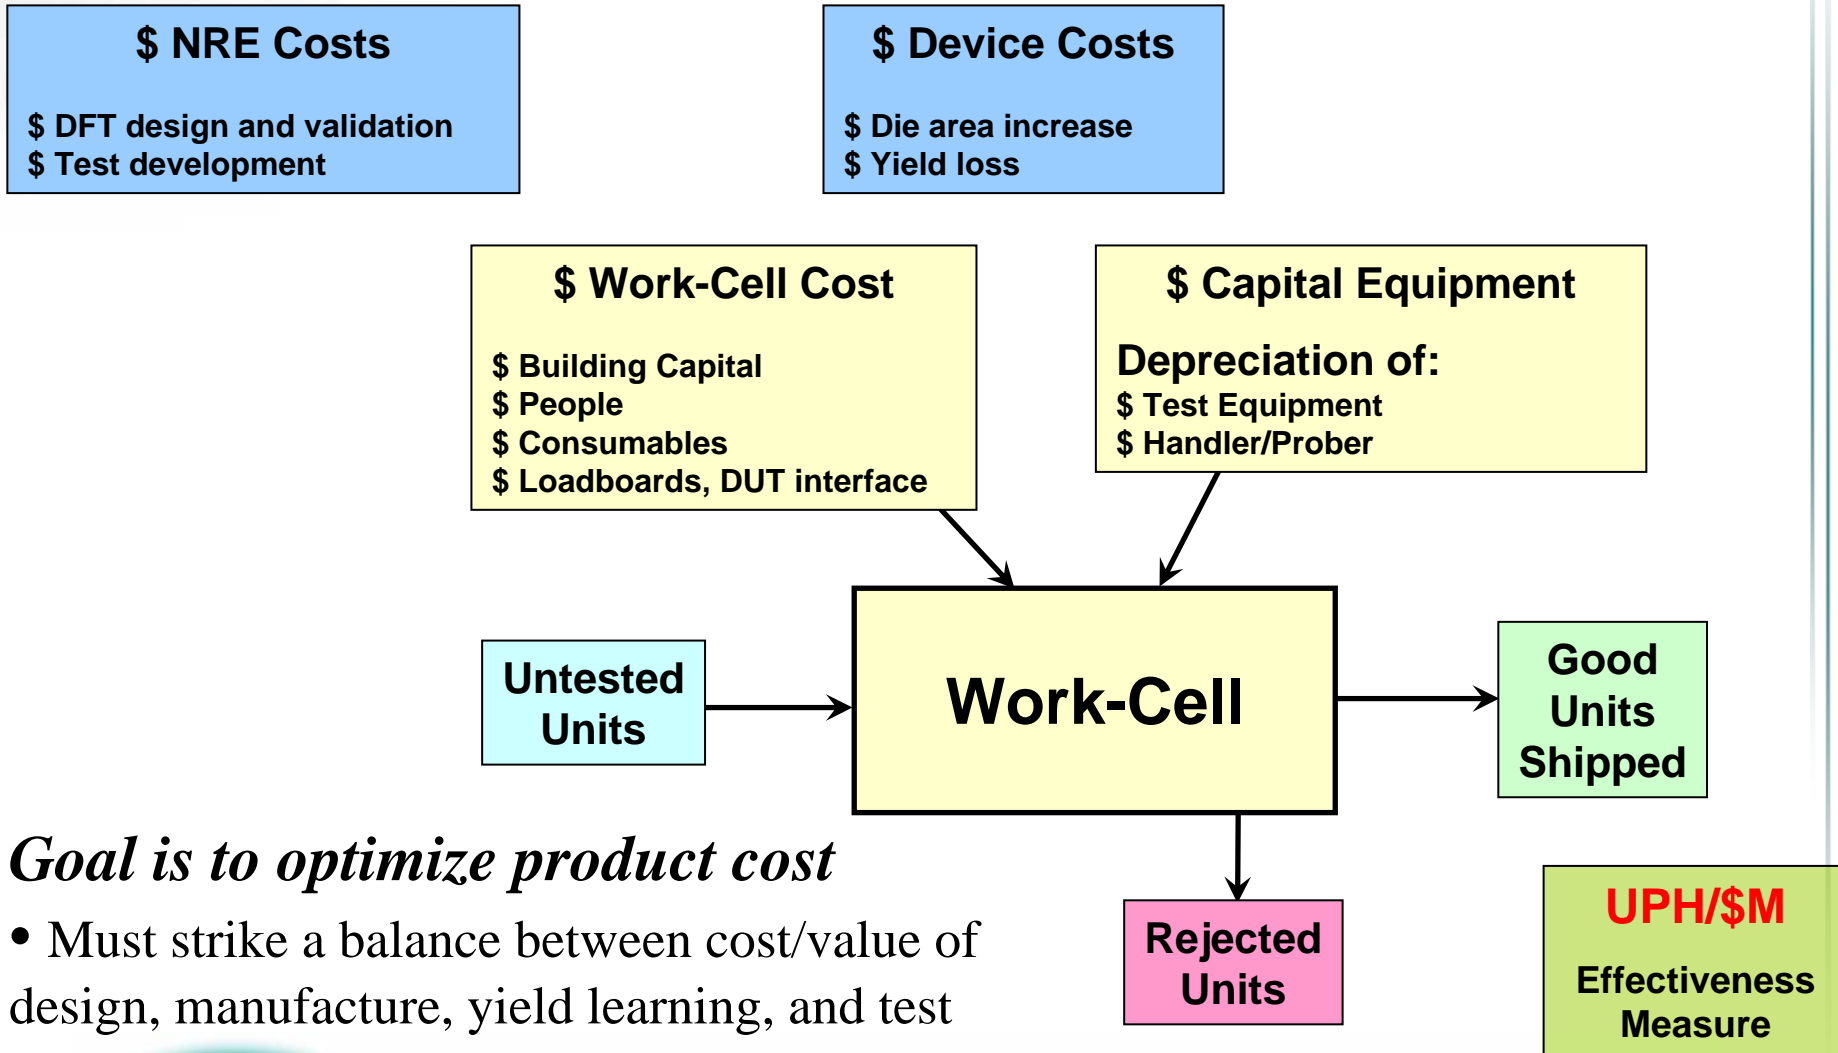 $ NRE Costs
$ DFT design and validation
$ Test development
$ Device Costs
$ Die area increase
$ Yield loss
$ Work-Cell Cost
$ Building Capital
$ People
$ Consumables
$ Loadboards, DUT interface
$ Capital Equipment
Depreciation of:
$ Test Equipment
$ Handler/Prober
Untested
Units
Work-Cell
Good
Units
Shipped
Rejected
Units
Goal is to optimize product cost
• Must strike a balance between cost/value of
design, manufacture, yield learning, and test
UPH/$M
Effectiveness
Measure